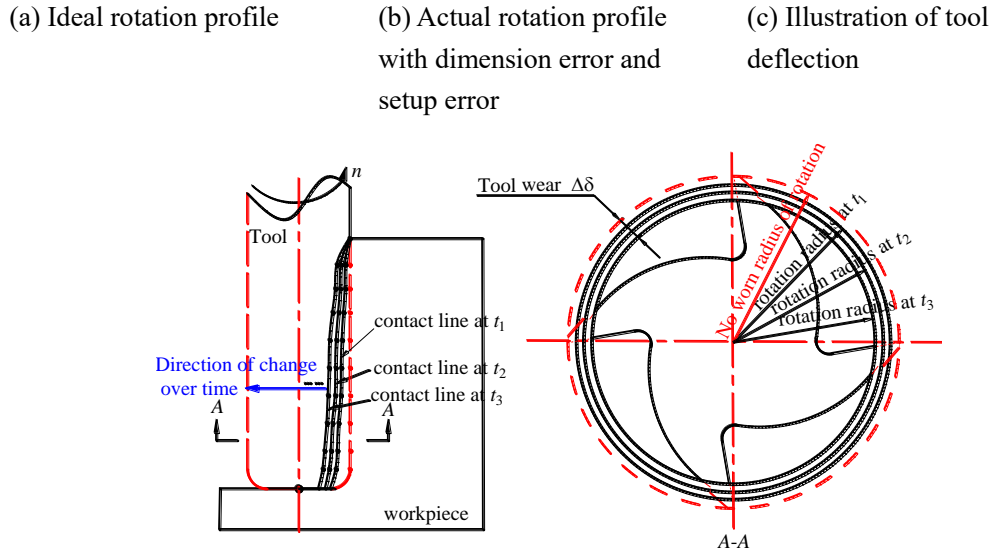 (a) Ideal rotation profile
(b) Actual rotation profile
with dimension error and
setup error
(c) Illustration of tool
deflection
n
Tool
contact line at t1
Direction of change
over time
contact line at t2
contact line at t3
A
A
workpiece
Tool wear Δδ
No worn radius of rotation
rotation radius at t1
rotation radius at t2
rotation radius at t3
A-A